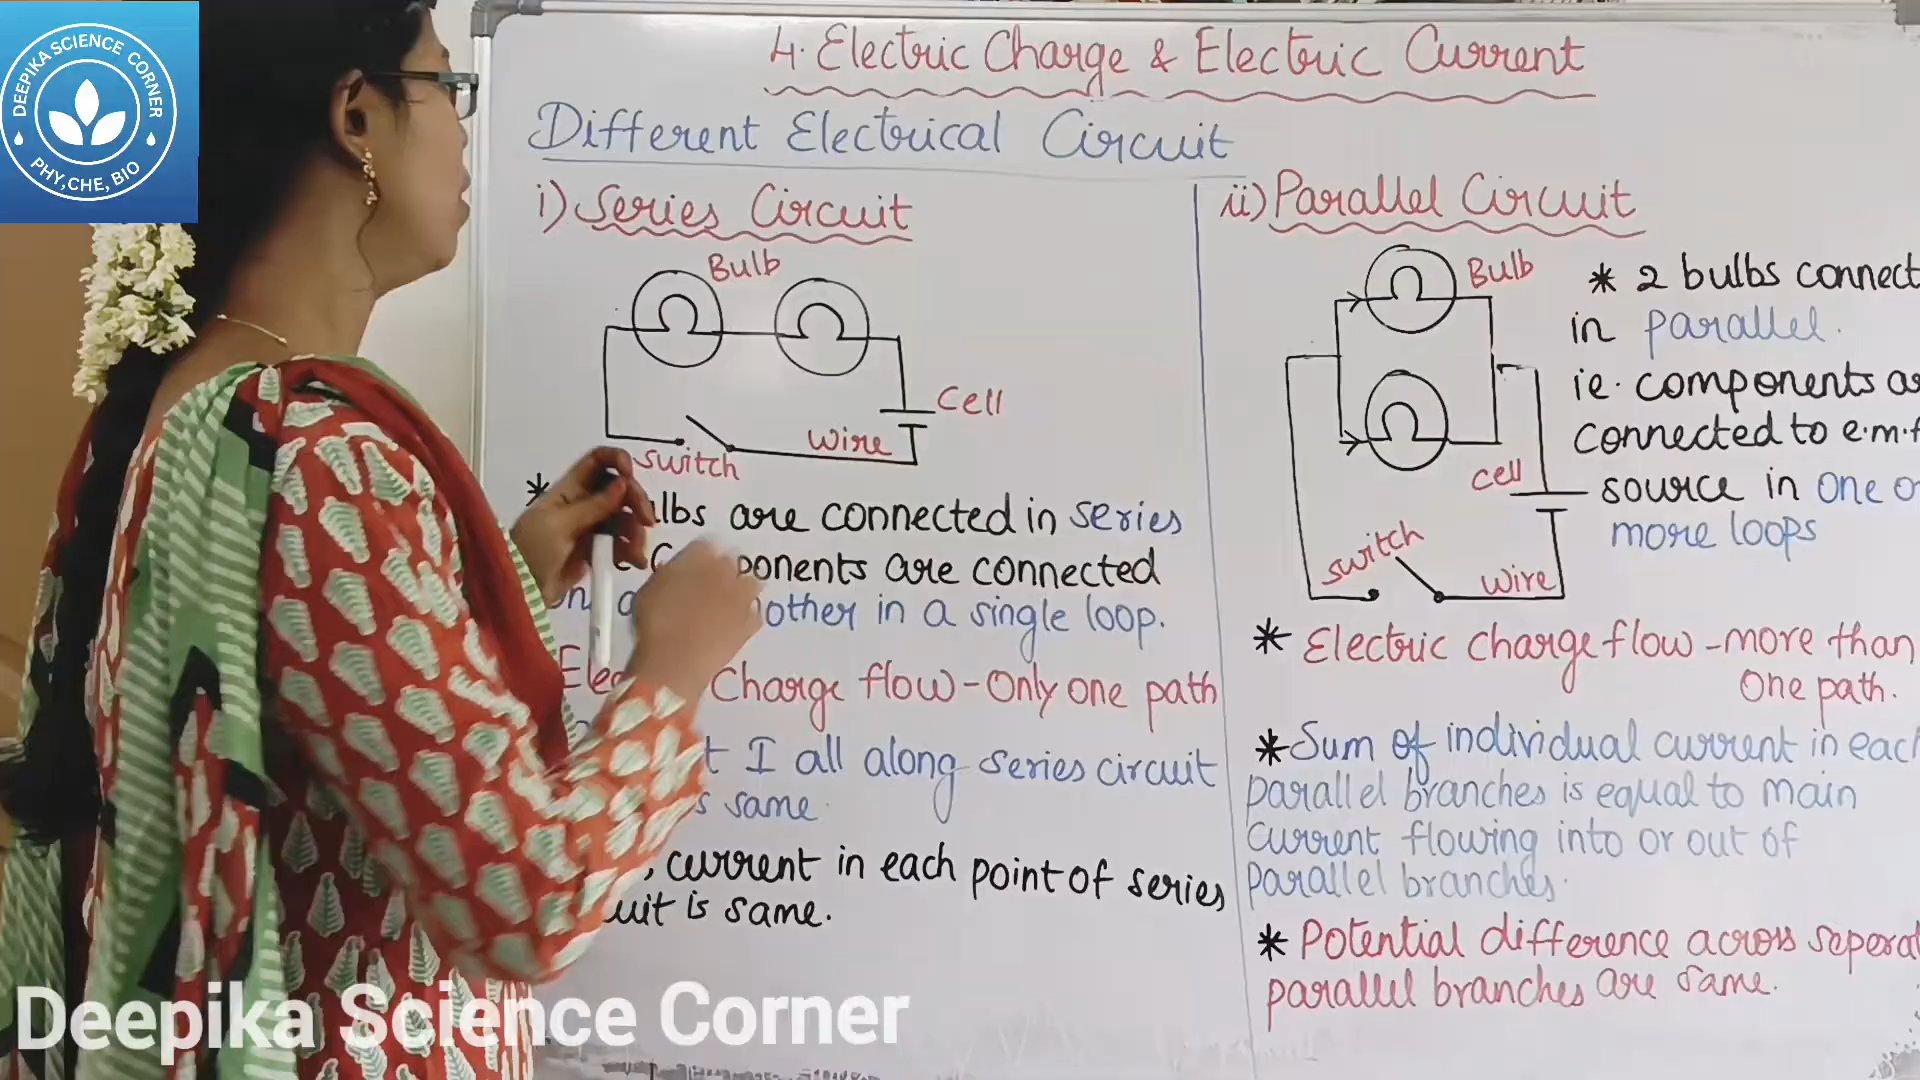 DEEPIKA SCIENCE CORNER
PHY,CHE, BIO
4. Electric Charge & Electric Current
Different Electrical Circuit
i) Series Circuit
Bulb
Cell
Wire
Switch
* lbs are connected in series
ponents are connected
other in a single loop.
Charge flow - Only one path
t I all along series circuit
s same.
, current in each point of series
uit is same.
ii) Parallel Circuit
Bulb
* 2 bulbs connect
in parallel.
ie. components a
connected to e.m.f
source in one o
more loops
Cell
Switch
Wire
* Electric charge flow - more than
One path.
* Sum of individual current in each
parallel branches is equal to main
current flowing into or out of
parallel branches.
* Potential difference across seperat
parallel branches are same.
Deepika Science Corner